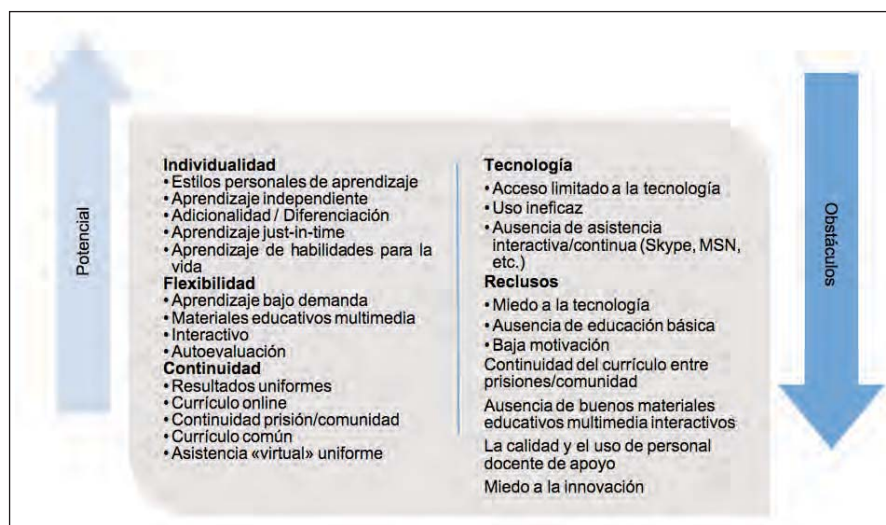 Potencial
Individualidad
• Estilos personales de aprendizaje
• Aprendizaje independiente
• Adicionalidad / Diferenciación
• Aprendizaje just-in-time
• Aprendizaje de habilidades para la
vida
Flexibilidad
• Aprendizaje bajo demanda
• Materiales educativos multimedia
• Interactivo
• Autoevaluación
Continuidad
• Resultados uniformes
• Currículo online
• Continuidad prisión/comunidad
• Currículo común
• Asistencia «virtual» uniforme
Tecnología
• Acceso limitado a la tecnología
• Uso ineficaz
• Ausencia de asistencia
interactiva/continua (Skype, MSN,
etc.)
Reclusos
• Miedo a la tecnología
• Ausencia de educación básica
• Baja motivación
Continuidad del currículo entre
prisiones/comunidad
Ausencia de buenos materiales
educativos multimedia interactivos
La calidad y el uso de personal
docente de apoyo
Miedo a la innovación
Obstáculos